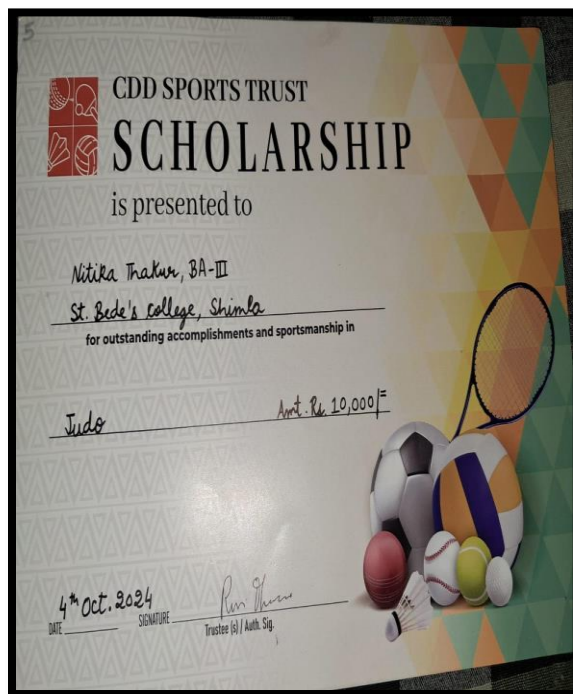 5
CDD SPORTS TRUST
SCHOLARSHIP
is presented to
Nitika Thakur, BA-III
St. Bede's College, Shimla
for outstanding accomplishments and sportsmanship in
Judo Amt. Rs. 10,000/=
4th Oct. 2024
DATE SIGNATURE
Trustee (s) / Auth. Sig.